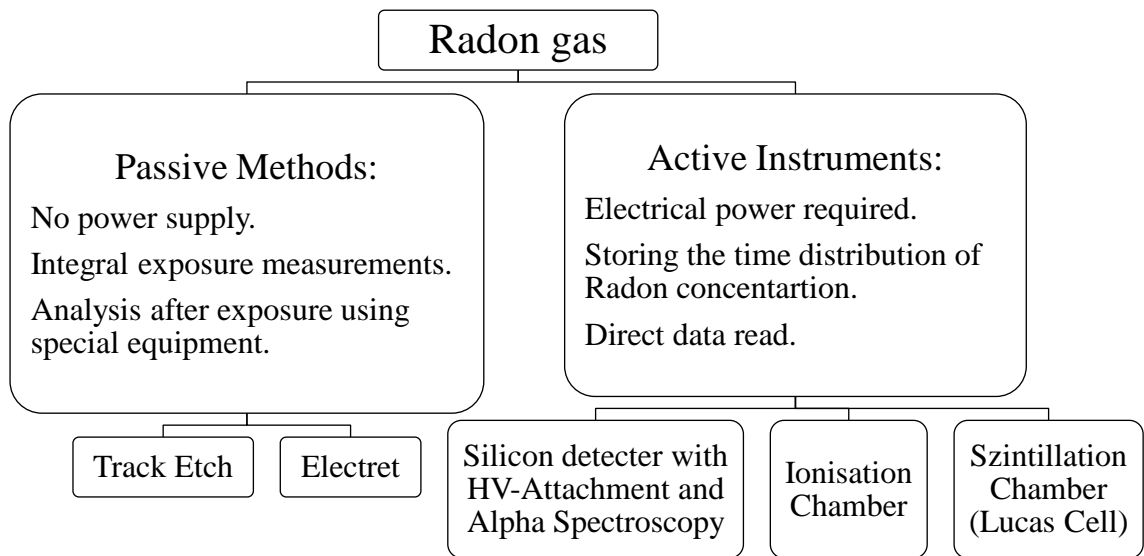 Radon gas
Passive Methods:
No power supply.
Integral exposure measurements.
Analysis after exposure using
special equipment.
Active Instruments:
Electrical power required.
Storing the time distribution of
Radon concentartion.
Direct data read.
Track Etch
Electret
Silicon detecter with
HV-Attachment and
Alpha Spectroscopy
Ionisation
Chamber
Szintillation
Chamber
(Lucas Cell)